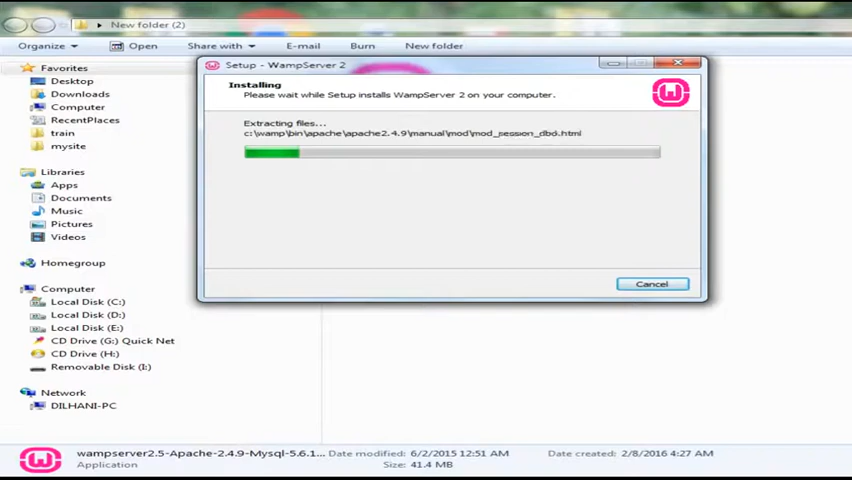 New folder (2)
Organize Open Share with E-mail Burn New folder
Favorites
Desktop
Downloads
Computer
RecentPlaces
train
mysite
Libraries
Apps
Documents
Music
Pictures
Videos
Homegroup
Computer
Local Disk (C:)
Local Disk (D:)
Local Disk (E:)
CD Drive (G:) Quick Net
CD Drive (H:)
Removable Disk (I:)
Network
DILHANI-PC
Setup - WampServer 2
Installing
Please wait while Setup installs WampServer 2 on your computer.
Extracting files...
c:\wamp\bin\apache\apache2.4.9\manual\mod\mod_session_dbd.html
Cancel
wampserver2.5-Apache-2.4.9-Mysql-5.6.1... Date modified: 6/2/2015 12:51 AM Date created: 2/8/2016 4:27 AM
Application Size: 41.4 MB